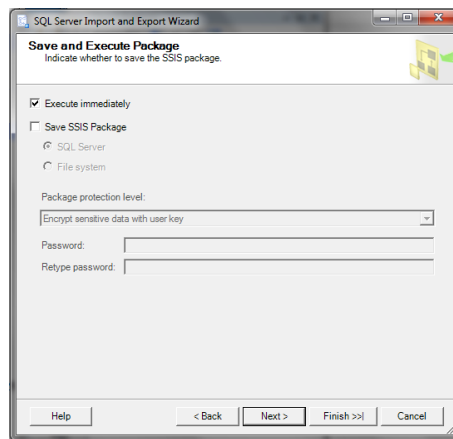 SQL Server Import and Export Wizard
Save and Execute Package
Indicate whether to save the SSIS package.
Execute immediately
Save SSIS Package
SQL Server
File system
Package protection level:
Encrypt sensitive data with user key
Password:
Retype password:
Help
< Back
Next >
Finish >>|
Cancel